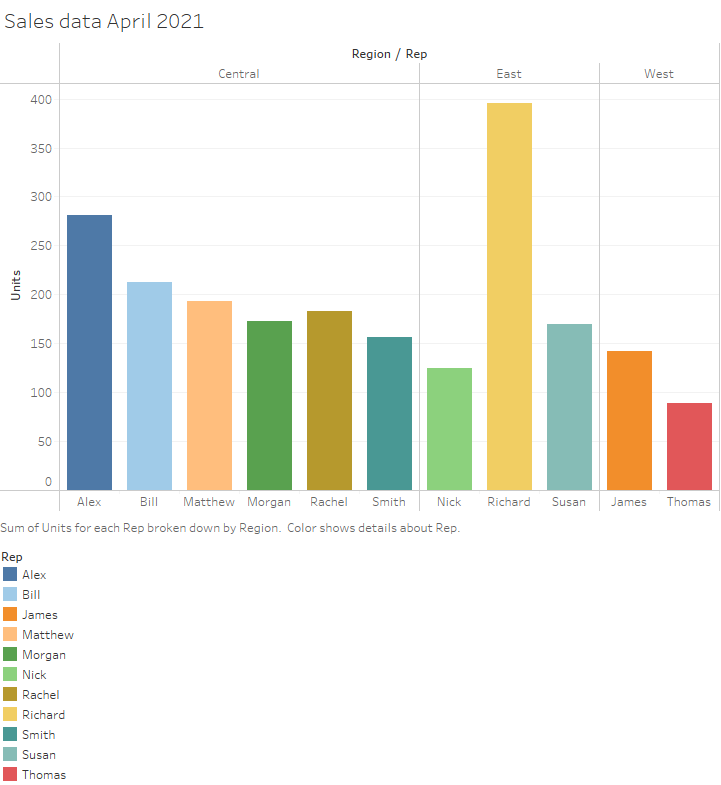 Sales data April 2021
Region / Rep
Central East West
Units
400
350
300
250
200
150
100
50
0
Alex Bill Matthew Morgan Rachel Smith Nick Richard Susan James Thomas
Sum of Units for each Rep broken down by Region.  Color shows details about Rep.
Rep
Alex
Bill
James
Matthew
Morgan
Nick
Rachel
Richard
Smith
Susan
Thomas